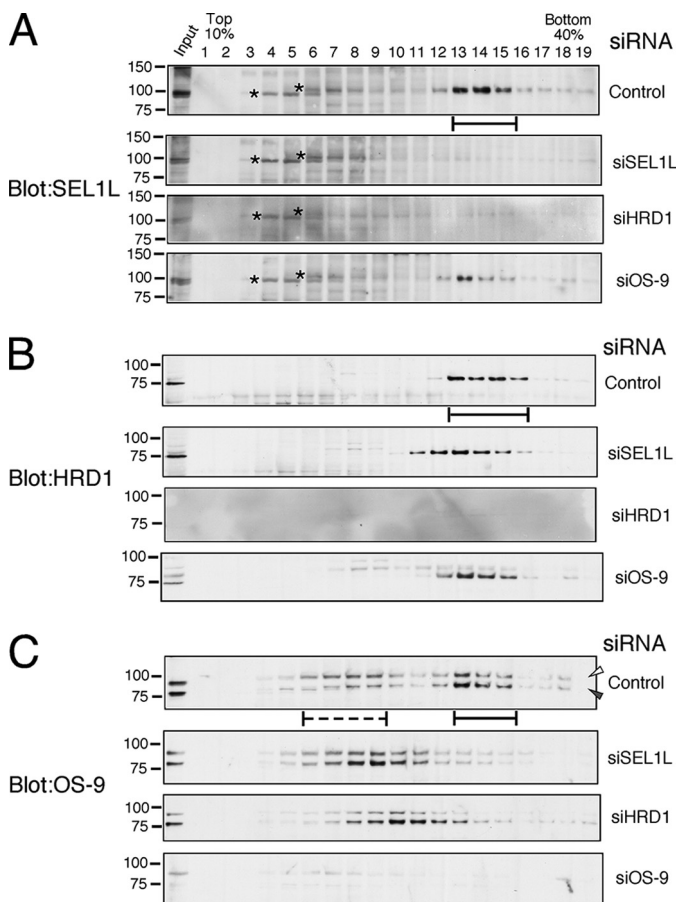 A
Top
10%
Bottom
40%
Input 1 2 3 4 5 6 7 8 9 10 11 12 13 14 15 16 17 18 19
siRNA
150
100
75
* *
Control
Blot:SEL1L
150
100
75
* *
siSEL1L
150
100
75
* *
siHRD1
150
100
75
* *
siOS-9
B
siRNA
100
75
Control
Blot:HRD1
100
75
siSEL1L
100
75
siHRD1
100
75
siOS-9
C
siRNA
100
75
Control
Blot:OS-9
100
75
siSEL1L
100
75
siHRD1
100
75
siOS-9